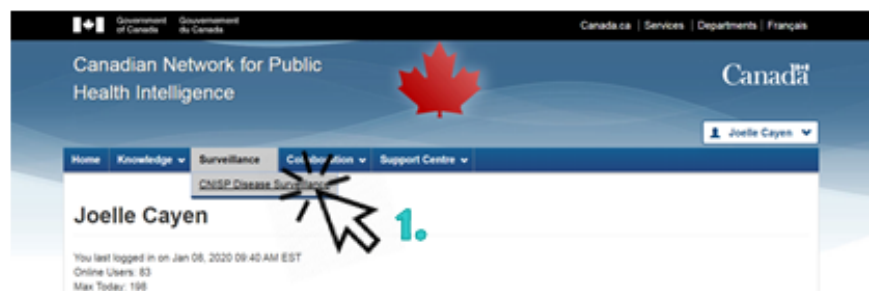 Government of Canada
Gouvernement du Canada
Canada.ca | Services | Departments | Français
Canadian Network for Public
Health Intelligence
Canada
Joelle Cayen
Home Knowledge Surveillance Collaboration Support Centre
CNISP Disease Surveillance
Joelle Cayen
1.
You last logged in on Jan 08, 2020 09:40 AM EST
Online Users: 83
Max Today: 198